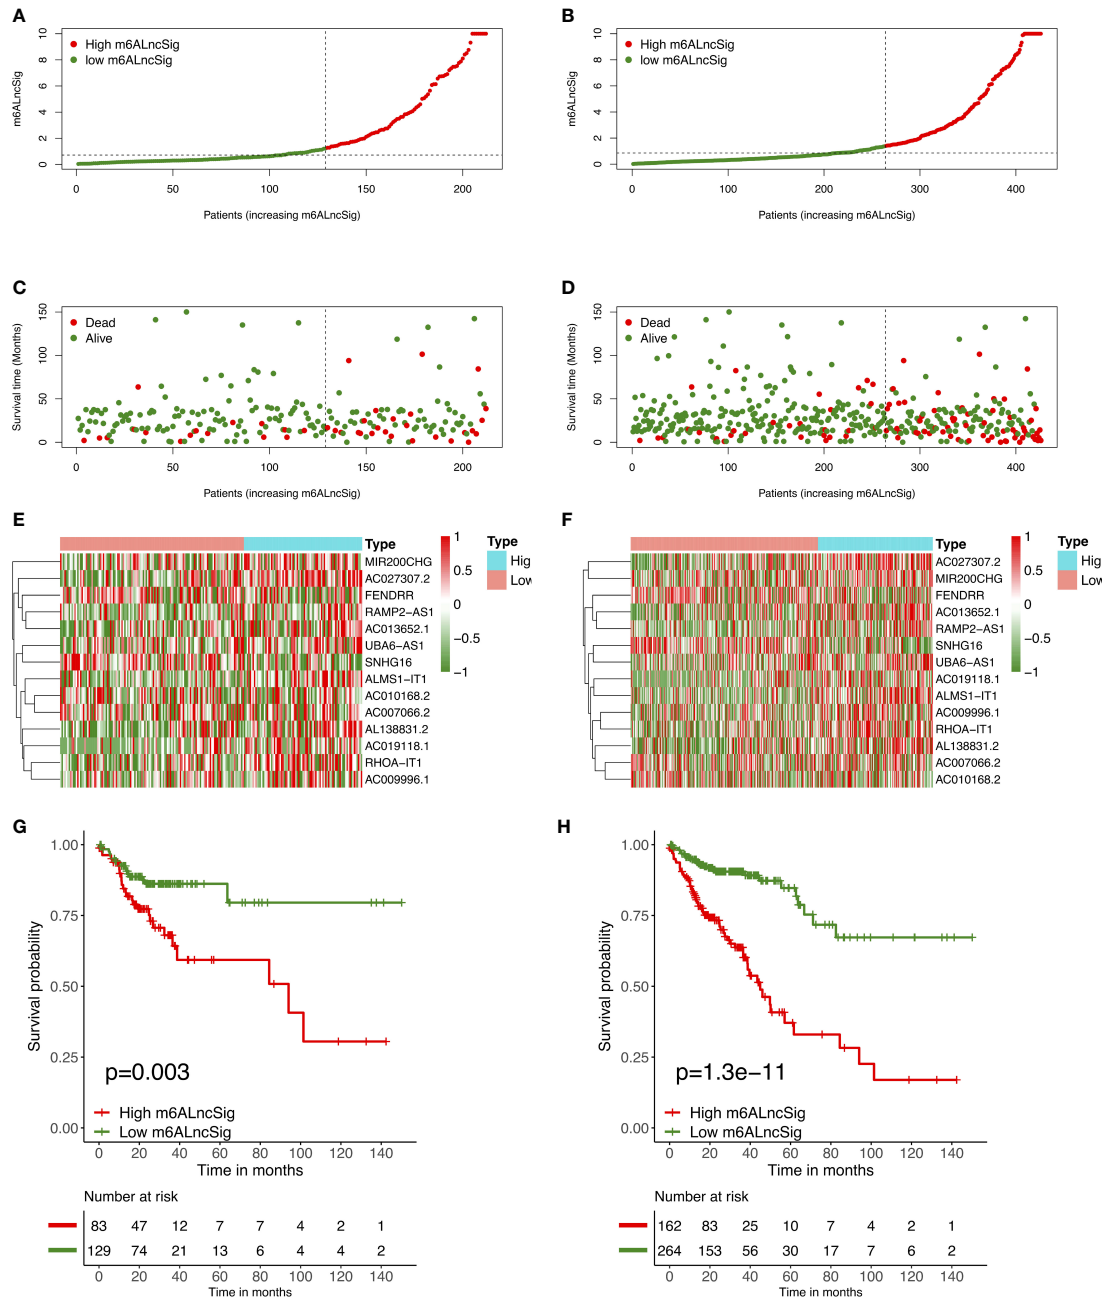 A
High m6ALncSig
low m6ALncSig
m6ALncSig
0 2 4 6 8 10
0 50 100 150 200
Patients (increasing m6ALncSig)
B
High m6ALncSig
low m6ALncSig
m6ALncSig
0 2 4 6 8 10
0 100 200 300 400
Patients (increasing m6ALncSig)
C
Dead
Alive
Survival time (Months)
0 50 100 150
0 50 100 150 200
Patients (increasing m6ALncSig)
D
Dead
Alive
Survival time (Months)
0 50 100 150
0 100 200 300 400
Patients (increasing m6ALncSig)
E
Type
MIR200CHG
AC027307.2
FENDRR
RAMP2−AS1
AC013652.1
UBA6−AS1
SNHG16
ALMS1−IT1
AC010168.2
AC007066.2
AL138831.2
AC019118.1
RHOA−IT1
AC009996.1
1
0.5
0
−0.5
−1
Type
Hig
Low
F
Type
AC027307.2
MIR200CHG
FENDRR
AC013652.1
RAMP2−AS1
SNHG16
UBA6−AS1
AC019118.1
ALMS1−IT1
AC009996.1
RHOA−IT1
AL138831.2
AC007066.2
AC010168.2
1
0.5
0
−0.5
−1
Type
Hig
Low
G
Survival probability
1.00
0.75
0.50
0.25
0.00
p=0.003
High m6ALncSig
Low m6ALncSig
0 20 40 60 80 100 120 140
Time in months
Number at risk
83 47 12 7 7 4 2 1
129 74 21 13 6 4 4 2
0 20 40 60 80 100 120 140
Time in months
H
Survival probability
1.00
0.75
0.50
0.25
0.00
p=1.3e−11
High m6ALncSig
Low m6ALncSig
0 20 40 60 80 100 120 140
Time in months
Number at risk
162 83 25 10 7 4 2 1
264 153 56 30 17 7 6 2
0 20 40 60 80 100 120 140
Time in months